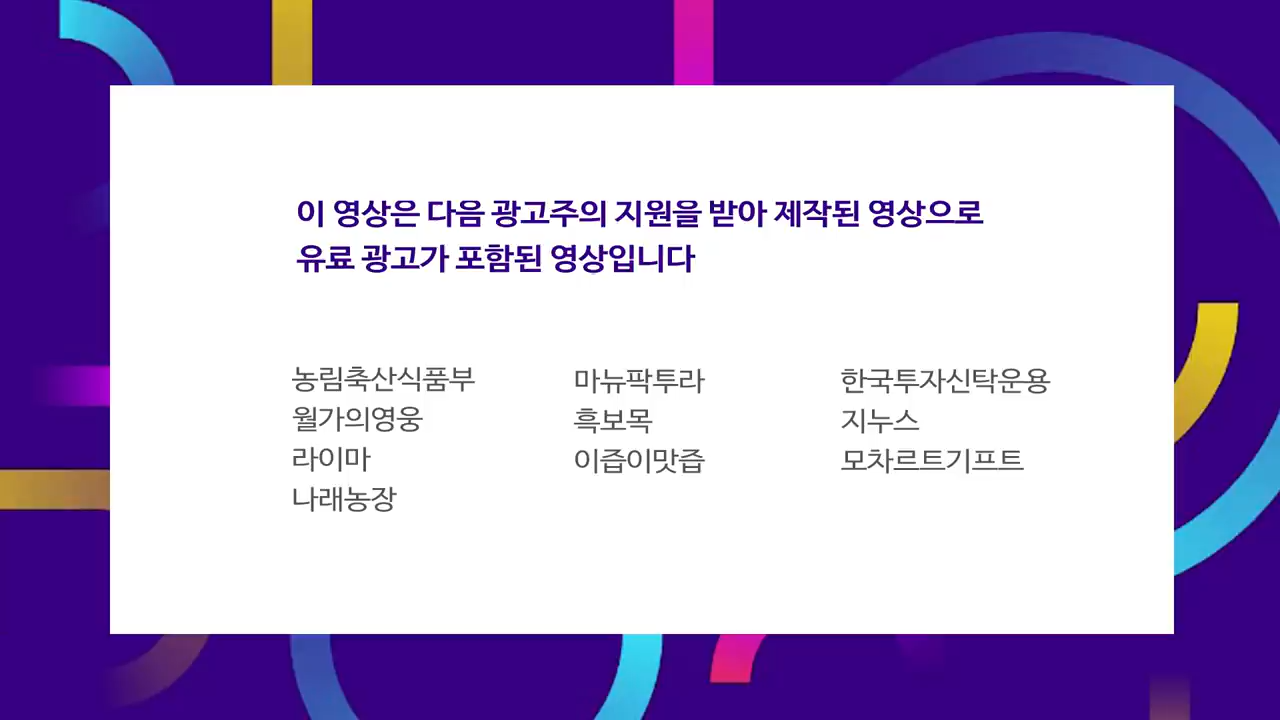 이 영상은 다음 광고주의 지원을 받아 제작된 영상으로
유료 광고가 포함된 영상입니다
농림축산식품부
월가의영웅
라이마
나래농장
마뉴팍투라
흑보목
이즙이맛즙
한국투자신탁운용
지누스
모차르트기프트